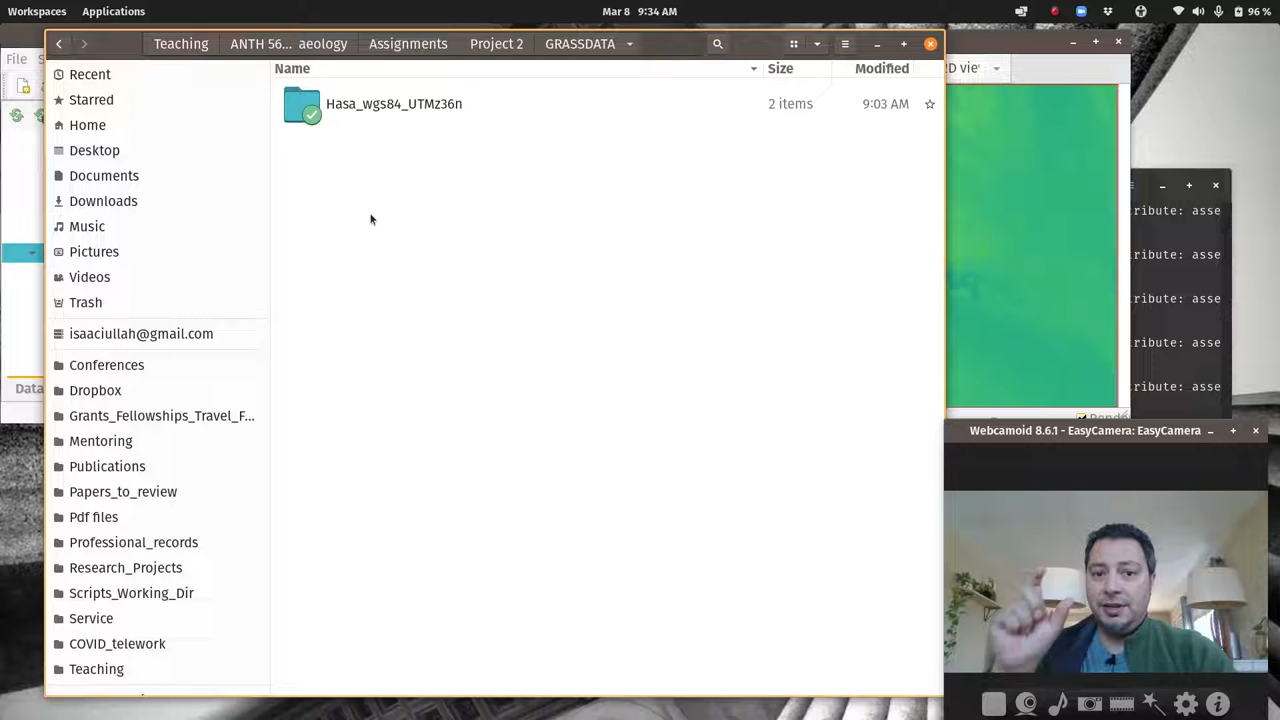 Workspaces Applications Mar 8 9:34 AM 96 %
Teaching ANTH 56... aeology Assignments Project 2 GRASSDATA
Name Size Modified
Hasa_wgs84_UTMz36n 2 items 9:03 AM
Recent
Starred
Home
Desktop
Documents
Downloads
Music
Pictures
Videos
Trash
isaaciullah@gmail.com
Conferences
Dropbox
Grants_Fellowships_Travel_F...
Mentoring
Publications
Papers_to_review
Pdf files
Professional_records
Research_Projects
Scripts_Working_Dir
Service
COVID_telework
Teaching
File
Data
D vie
ribute: asse
ribute: asse
ribute: asse
ribute: asse
ribute: asse
Webcamoid 8.6.1 - EasyCamera: EasyCamera